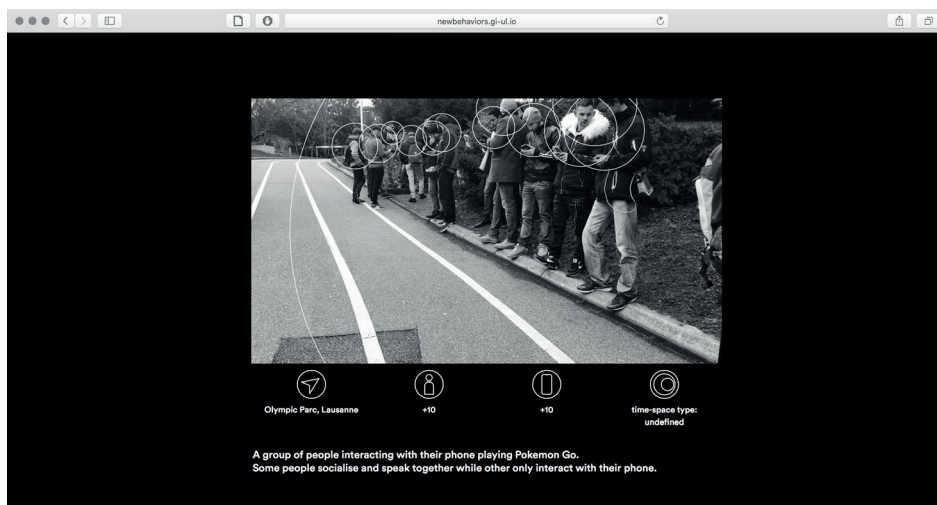 newbehaviors.gi-ul.io
Olympic Parc, Lausanne
+10
+10
time-space type:
undefined
A group of people interacting with their phone playing Pokemon Go.
Some people socialise and speak together while other only interact with their phone.